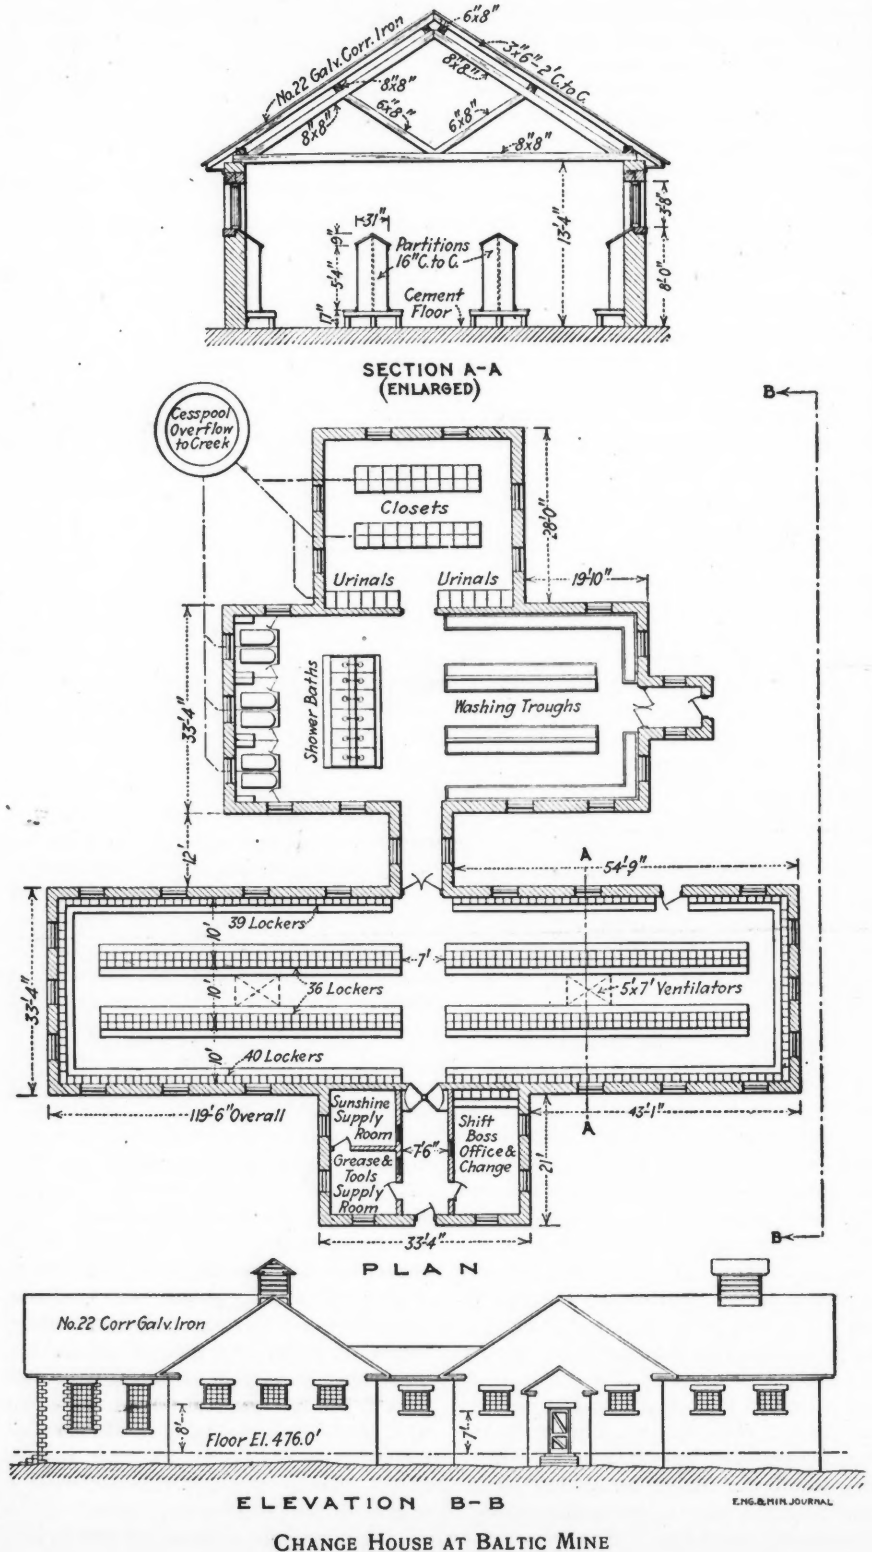 6"x8"
No.22 Galv. Corr. Iron
3"x6"-2' C.to C.
8"x8"
8"x8"
8"x8"
6"x8"
6"x8"
8"x8"
31"
9"
5'-4"
17"
Partitions
16" C. to C.
Cement
Floor
13'-4"
3'-8"
8'-0"
SECTION A-A
(ENLARGED)
Cesspool
Overflow
to Creek
B
Closets
28'-0"
Urinals
Urinals
19'-10"
33'-4"
Shower Baths
Washing Troughs
12'
A
54'-9"
39 Lockers
10'
7'
33'-4"
10'
36 Lockers
5'x7' Ventilators
10'
40 Lockers
119'-6" Overall
43'-1"
A
Sunshine
Supply
Room
7'-6"
Shift
Boss
Office &
Change
Grease &
Tools
Supply
Room
21'
33'-4"
B
PLAN
No.22 Corr Galv. Iron
8'
Floor El. 476.0'
7'
ELEVATION B-B
ENG. & MIN. JOURNAL
CHANGE HOUSE AT BALTIC MINE